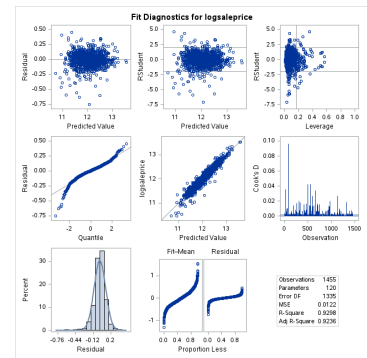 Fit Diagnostics for logsaleprice
0.50
0.25
0.00
-0.25
-0.50
-0.75
Residual
11 12 13
Predicted Value
5.0
2.5
0.0
-2.5
-5.0
-7.5
RStudent
11 12 13
Predicted Value
5.0
2.5
0.0
-2.5
-5.0
-7.5
RStudent
0.0 0.2 0.4 0.6 0.8 1.0
Leverage
0.50
0.25
0.00
-0.25
-0.50
-0.75
Residual
-2 0 2
Quantile
13
12
11
logsaleprice
11 12 13
Predicted Value
0.10
0.08
0.06
0.04
0.02
0.00
Cook's D
0 500 1000 1500
Observation
30
20
10
0
Percent
-0.76 -0.44 -0.12 0.2
Residual
Fit–Mean Residual
1
0
-1
0.0 0.4 0.8 0.0 0.4 0.8
Proportion Less
Observations 1455
Parameters 120
Error DF 1335
MSE 0.0122
R-Square 0.9298
Adj R-Square 0.9236